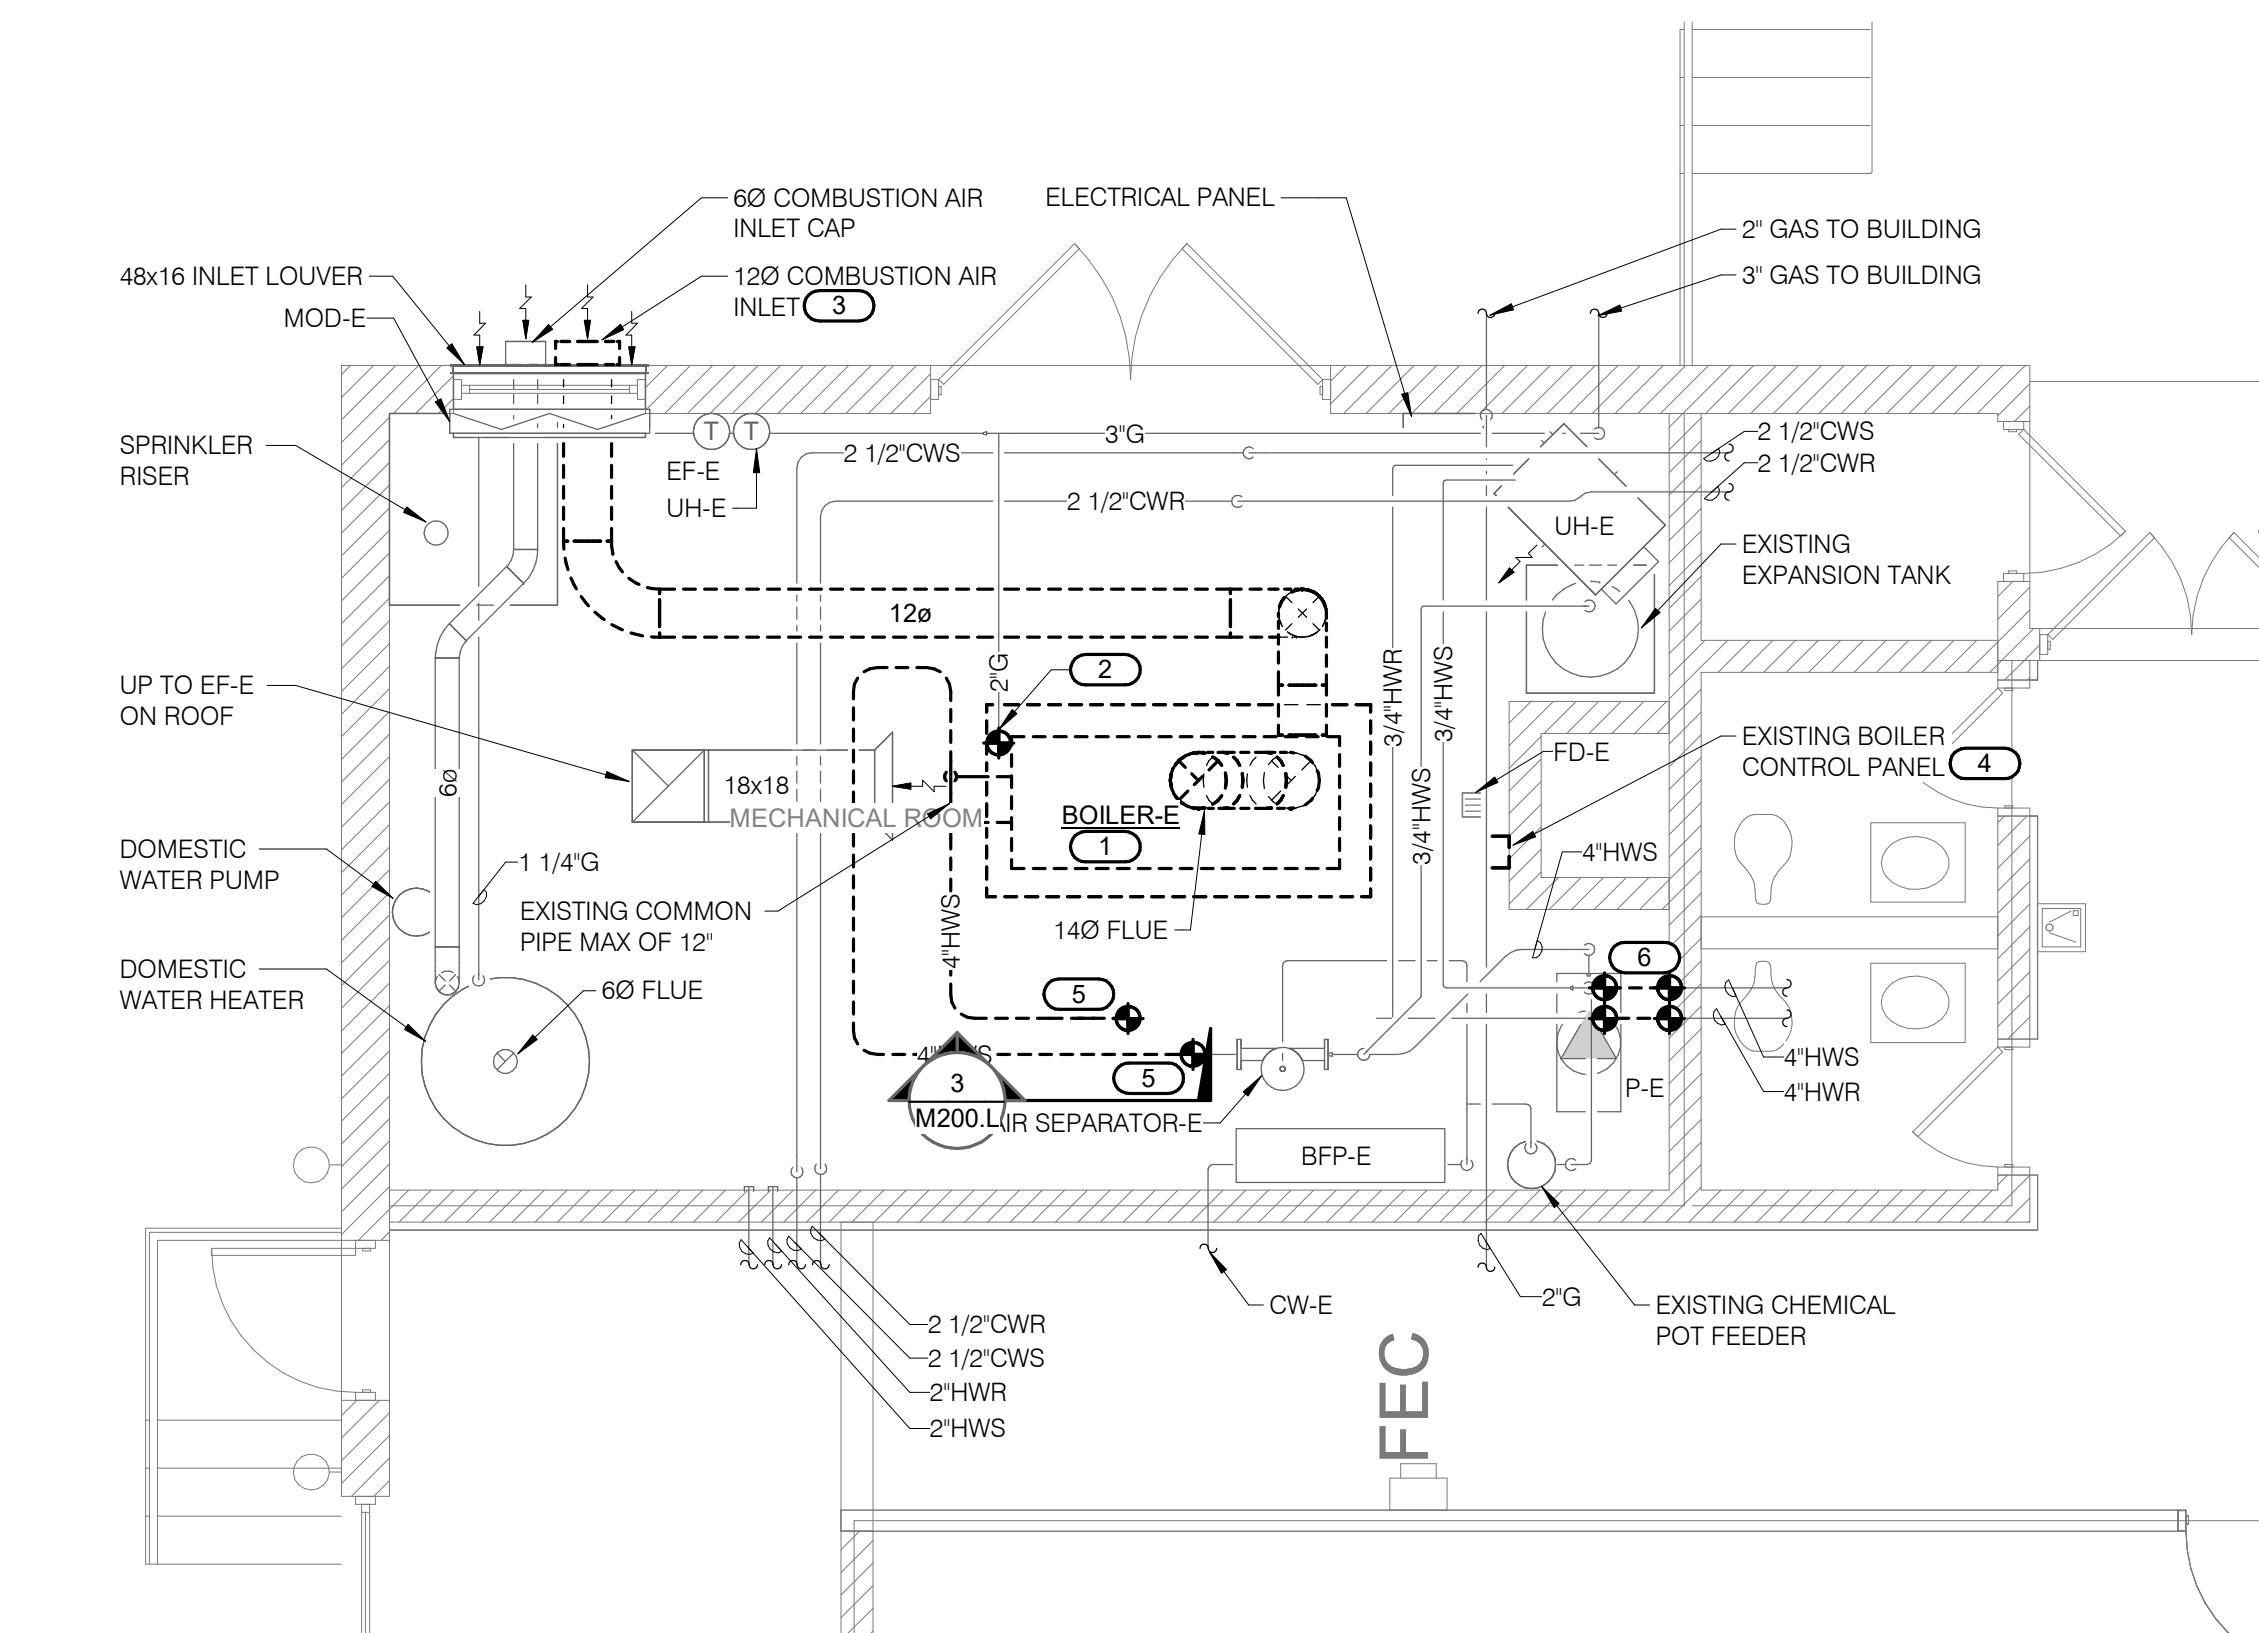 6Ø COMBUSTION AIR
INLET CAP
ELECTRICAL PANEL
2" GAS TO BUILDING
48x16 INLET LOUVER
12Ø COMBUSTION AIR
INLET 3
3" GAS TO BUILDING
MOD-E
SPRINKLER
RISER
T T
EF-E
UH-E
3"G
2 1/2"CWS
2 1/2"CWR
2 1/2"CWS
2 1/2"CWR
UH-E
EXISTING
EXPANSION TANK
12ø
2"G
2
3/4"HWR
3/4"HWS
3/4"HWS
UP TO EF-E
ON ROOF
6ø
18x18
MECHANICAL ROOM
BOILER-E
1
FD-E
EXISTING BOILER
CONTROL PANEL 4
DOMESTIC
WATER PUMP
1 1/4"G
4"HWS
EXISTING COMMON
PIPE MAX OF 12"
4"HWS
14Ø FLUE
DOMESTIC
WATER HEATER
6Ø FLUE
5
6
4"HWS
4"HWR
5
3
M200.L
AIR SEPARATOR-E
P-E
BFP-E
CW-E
2"G
EXISTING CHEMICAL
POT FEEDER
2 1/2"CWR
2 1/2"CWS
2"HWR
2"HWS
FEC